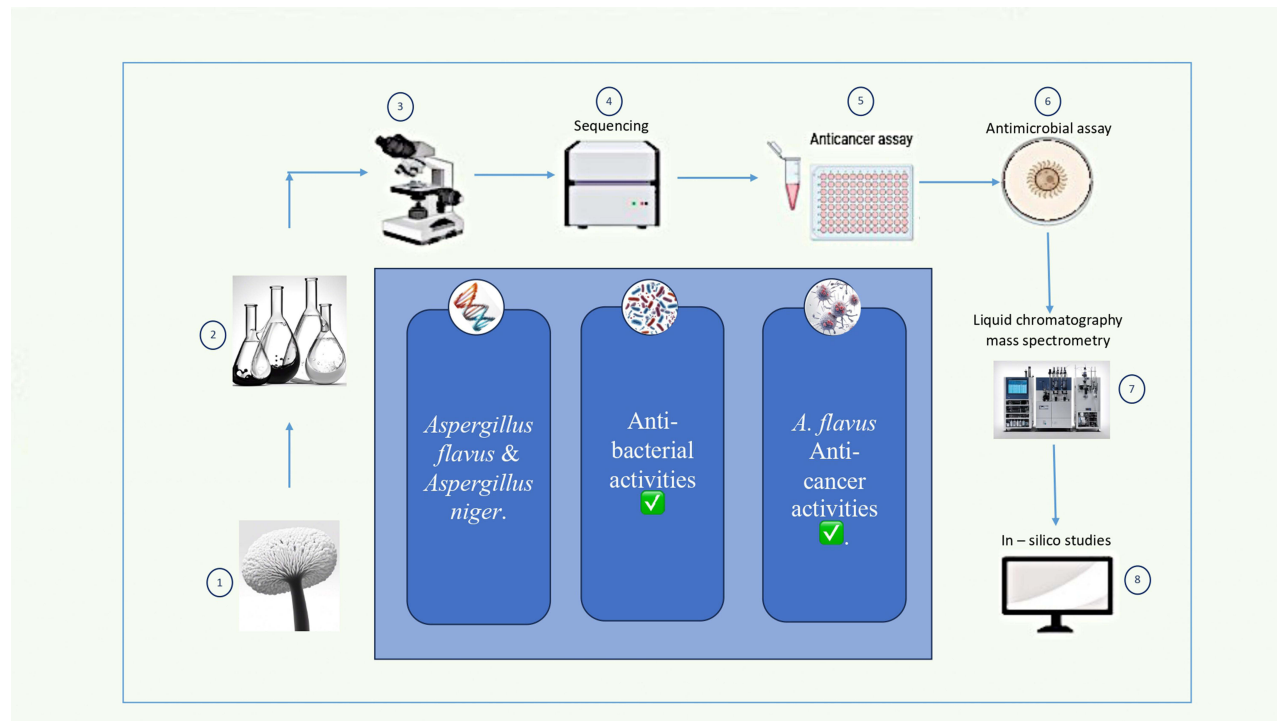 3
4
Sequencing
5
Anticancer assay
6
Antimicrobial assay
2
1
Aspergillus
flavus &
Aspergillus
niger.
Anti-
bacterial
activities
✅
A. flavus
Anti-
cancer
activities
✅.
Liquid chromatography
mass spectrometry
7
In – silico studies
8